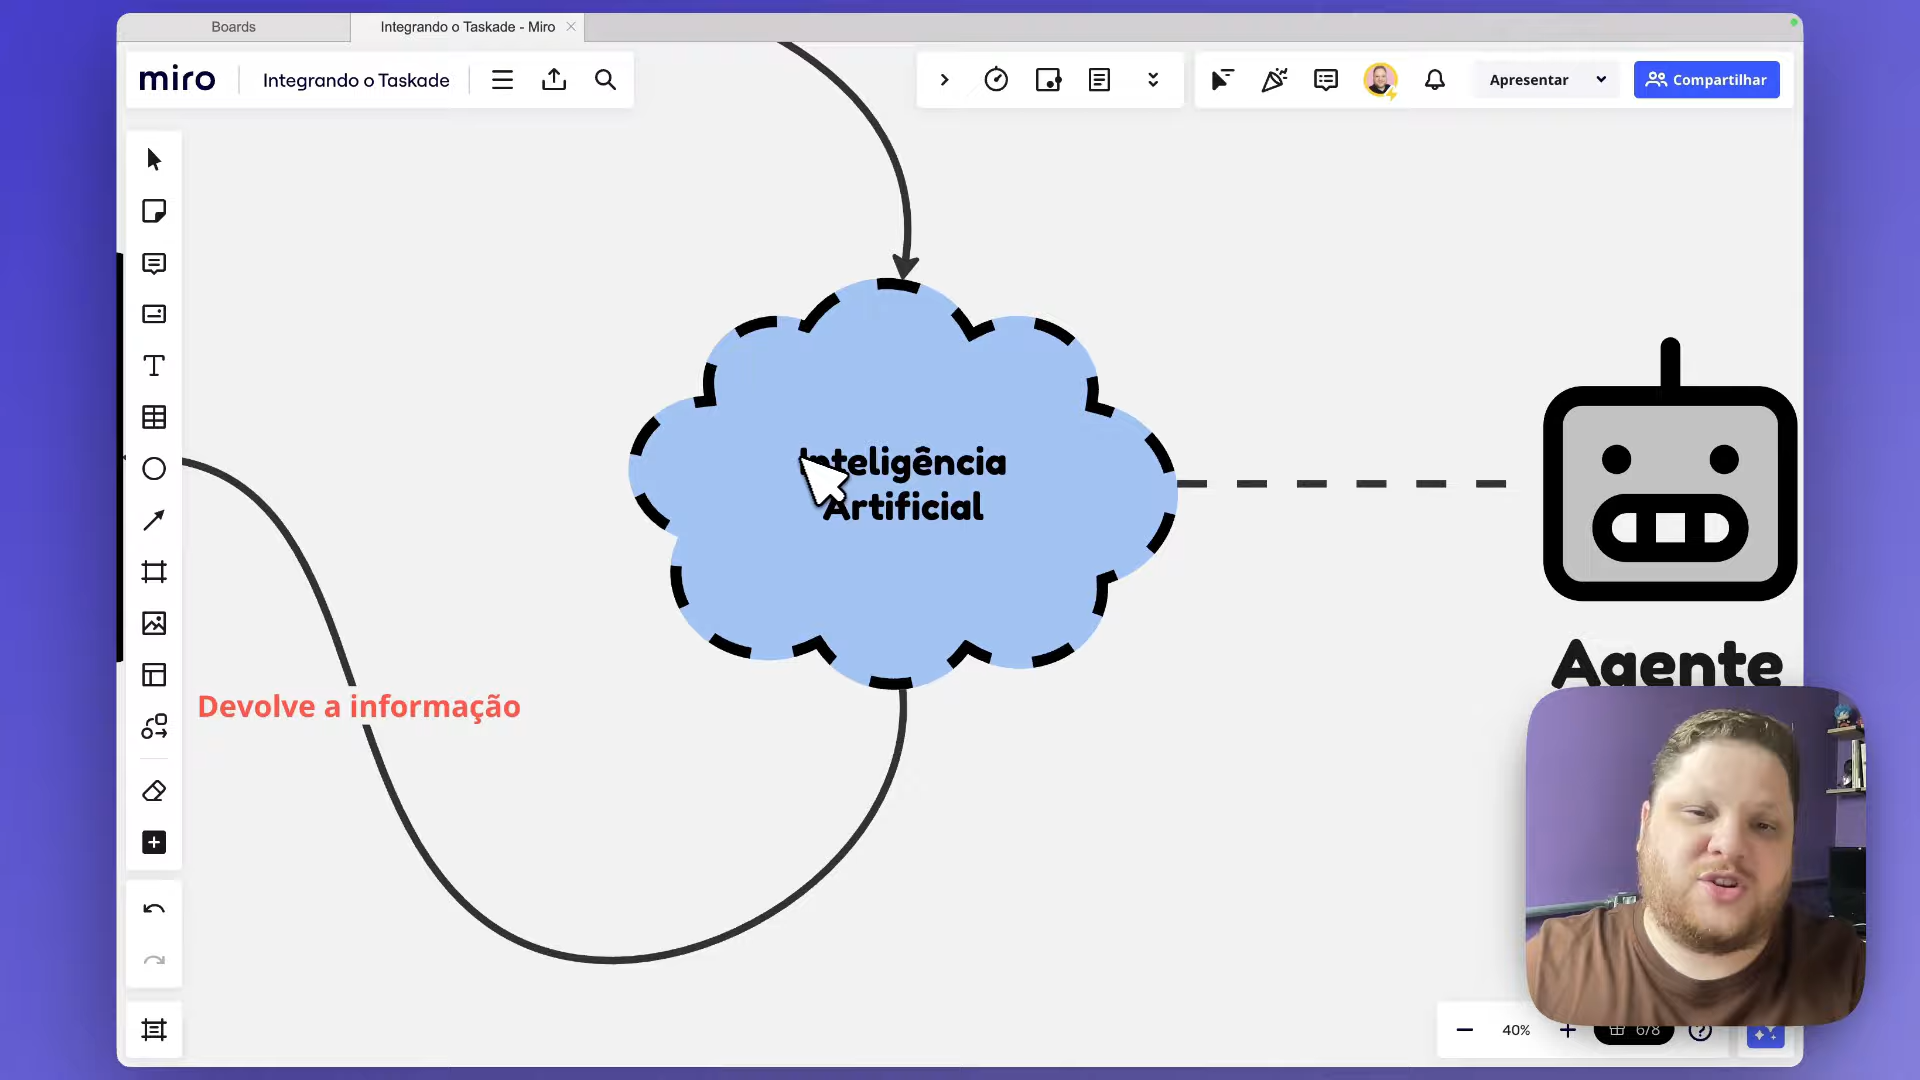 Boards
Integrando o Taskade - Miro
miro
Integrando o Taskade
Apresentar
Compartilhar
Inteligência
Artificial
Agente
Devolve a informação
40%
6/8